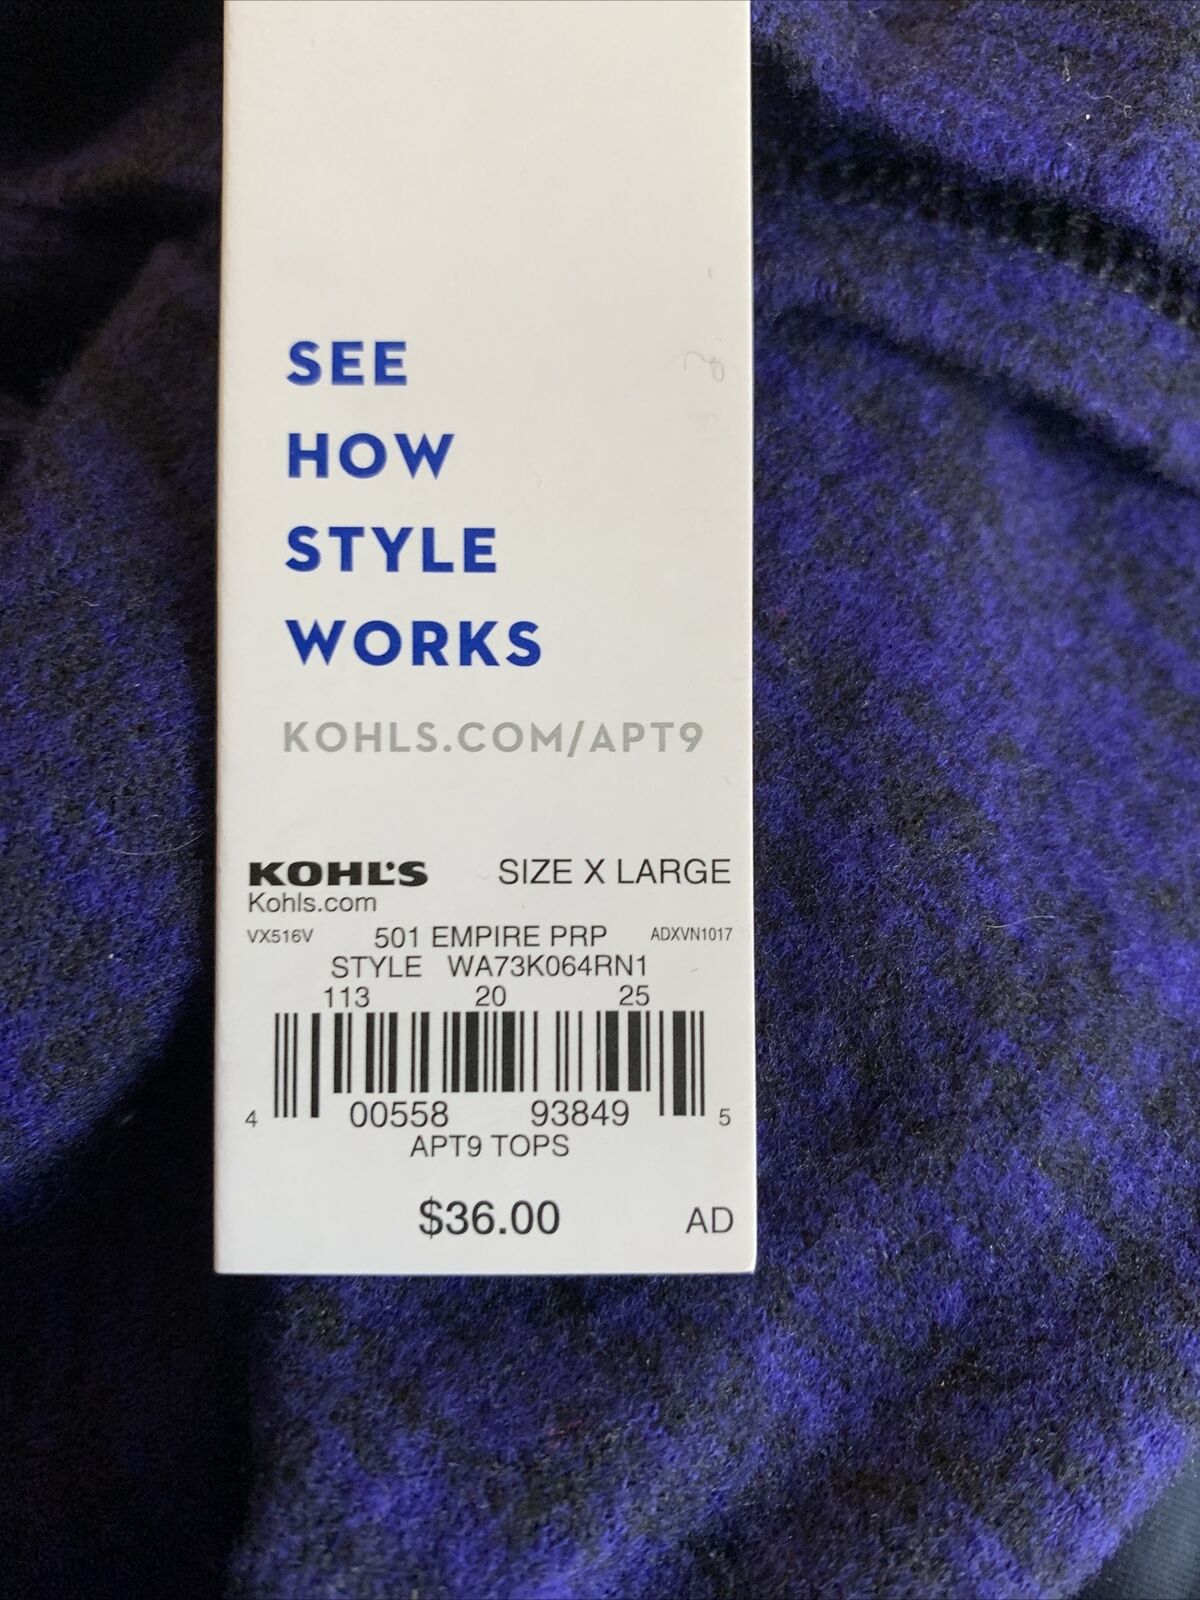 SEE
HOW
STYLE
WORKS
KOHLS.COM/APT9
KOHL'S SIZE X LARGE
Kohls.com
VX516V 501 EMPIRE PRP ADXVN1017
STYLE WA73K064RN1
113 20 25
4 00558 93849 5
APT9 TOPS
$36.00 AD